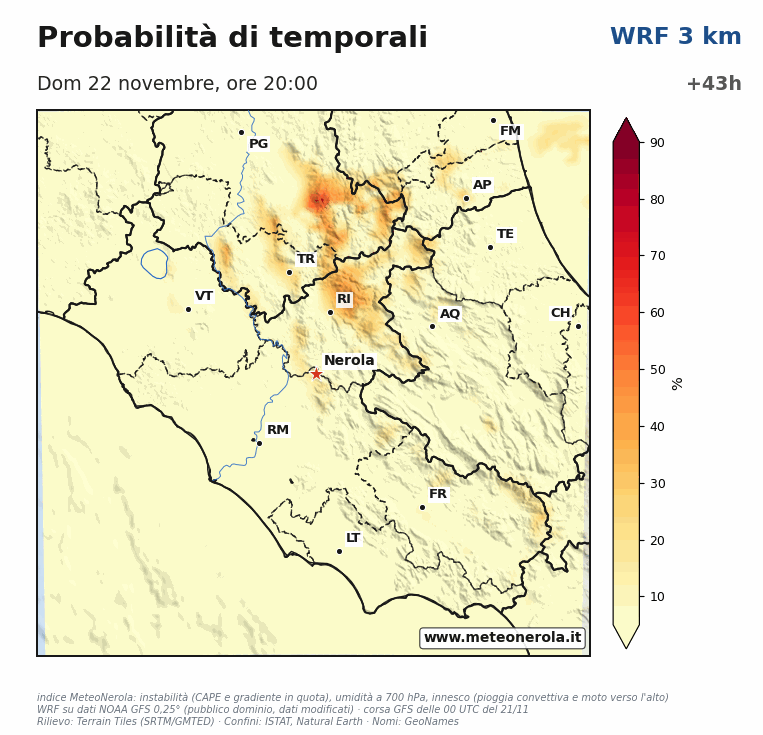 Probabilità di temporali
WRF 3 km
Dom 22 novembre, ore 20:00
+43h
FM
PG
AP
TE
TR
VT
RI
AQ
CH
Nerola
RM
FR
LT
www.meteonerola.it
90
80
70
60
50
40
30
20
10
%
indice MeteoNerola: instabilità (CAPE e gradiente in quota), umidità a 700 hPa, innesco (pioggia convettiva e moto verso l'alto)
WRF su dati NOAA GFS 0,25° (pubblico dominio, dati modificati) · corsa GFS delle 00 UTC del 21/11
Rilievo: Terrain Tiles (SRTM/GMTED) · Confini: ISTAT, Natural Earth · Nomi: GeoNames